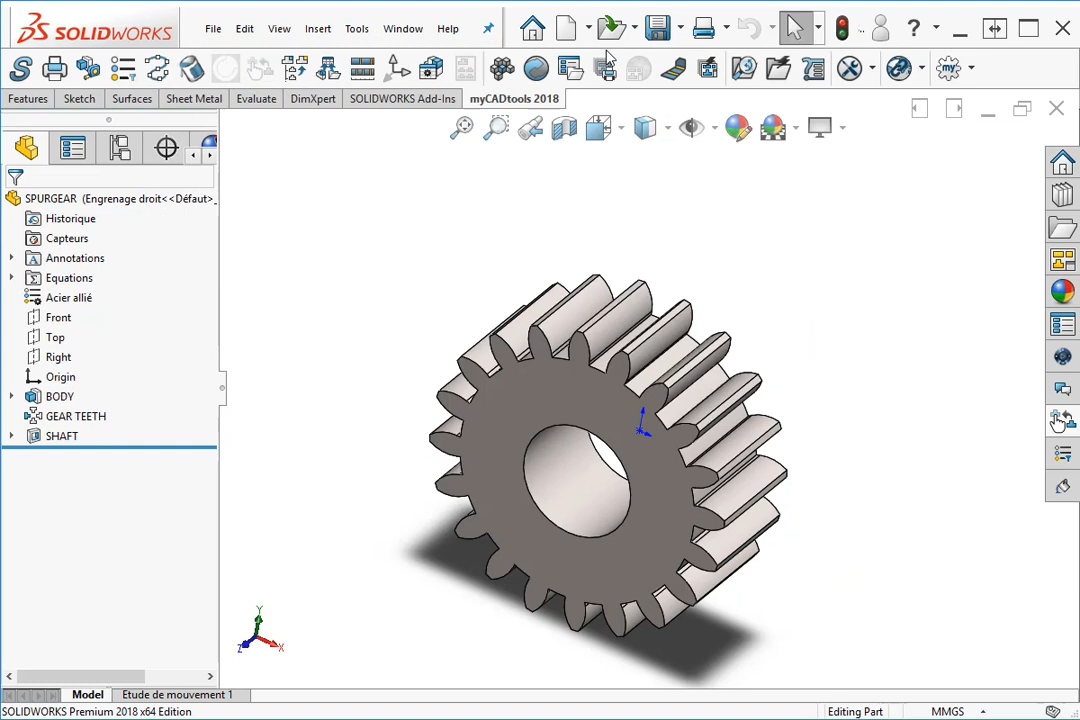 SOLIDWORKS
File Edit View Insert Tools Window Help
my
Features Sketch Surfaces Sheet Metal Evaluate DimXpert SOLIDWORKS Add-Ins myCADtools 2018
SPURGEAR (Engrenage droit<<Défaut>_
Historique
Capteurs
Annotations
Equations
Acier allié
Front
Top
Right
Origin
BODY
GEAR TEETH
SHAFT
Y
Z X
Model Etude de mouvement 1
SOLIDWORKS Premium 2018 x64 Edition Editing Part MMGS